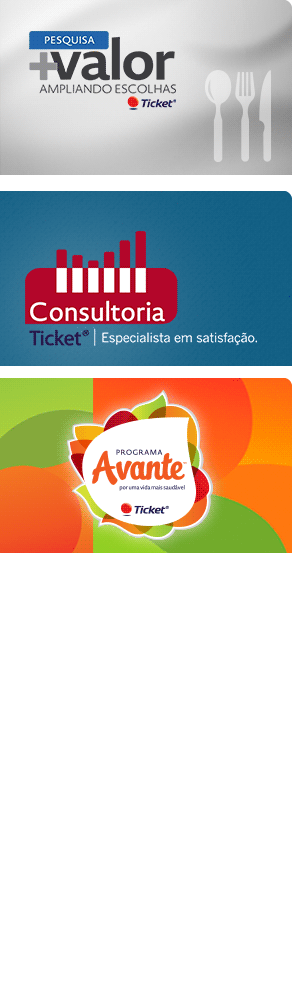 PESQUISA
+valor
AMPLIANDO ESCOLHAS
Ticket®
Consultoria
Ticket® | Especialista em satisfação.
PROGRAMA
Avante™
por uma vida mais saudável
Ticket®